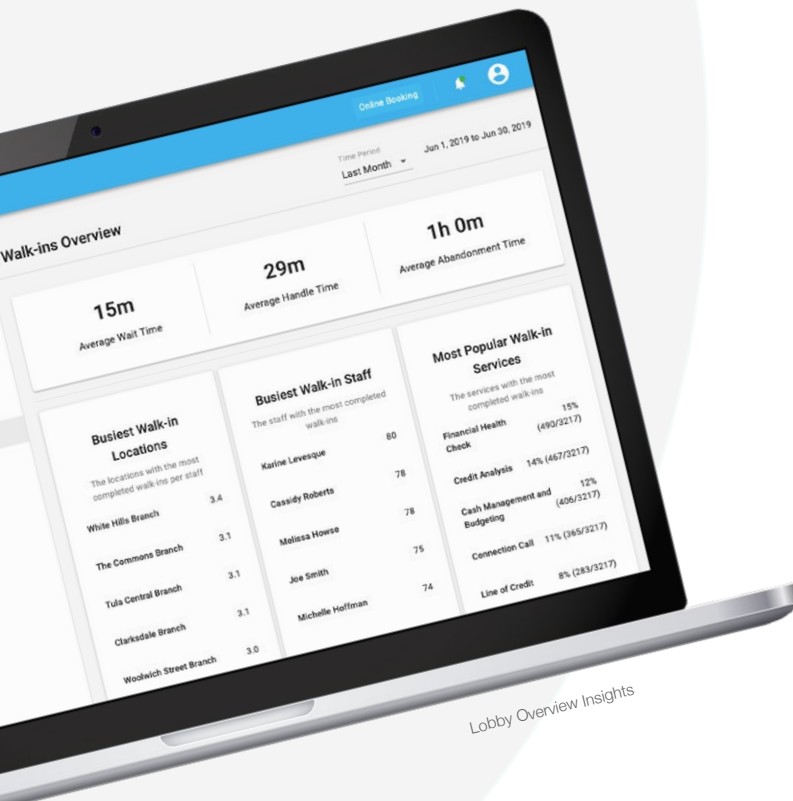 Online Booking
Time Period
Last Month
Jun 1, 2019 to Jun 30, 2019
Walk-ins Overview
15m
Average Wait Time
29m
Average Handle Time
1h 0m
Average Abandonment Time
Busiest Walk-in
Locations
The locations with the most
completed walk-ins per staff
White Hills Branch 3.4
The Commons Branch 3.1
Tula Central Branch 3.1
Clarksdale Branch 3.1
Woolwich Street Branch 3.0
Busiest Walk-in Staff
The staff with the most completed
walk-ins
Karine Levesque 80
Cassidy Roberts 78
Melissa Howse 78
Joe Smith 75
Michelle Hoffman 74
Most Popular Walk-in
Services
The services with the most
completed walk-ins
Financial Health 15%
Check (490/3217)
Credit Analysis 14% (467/3217)
Cash Management and 12%
Budgeting (406/3217)
Connection Call 11% (365/3217)
Line of Credit 8% (283/3217)
Lobby Overview Insights